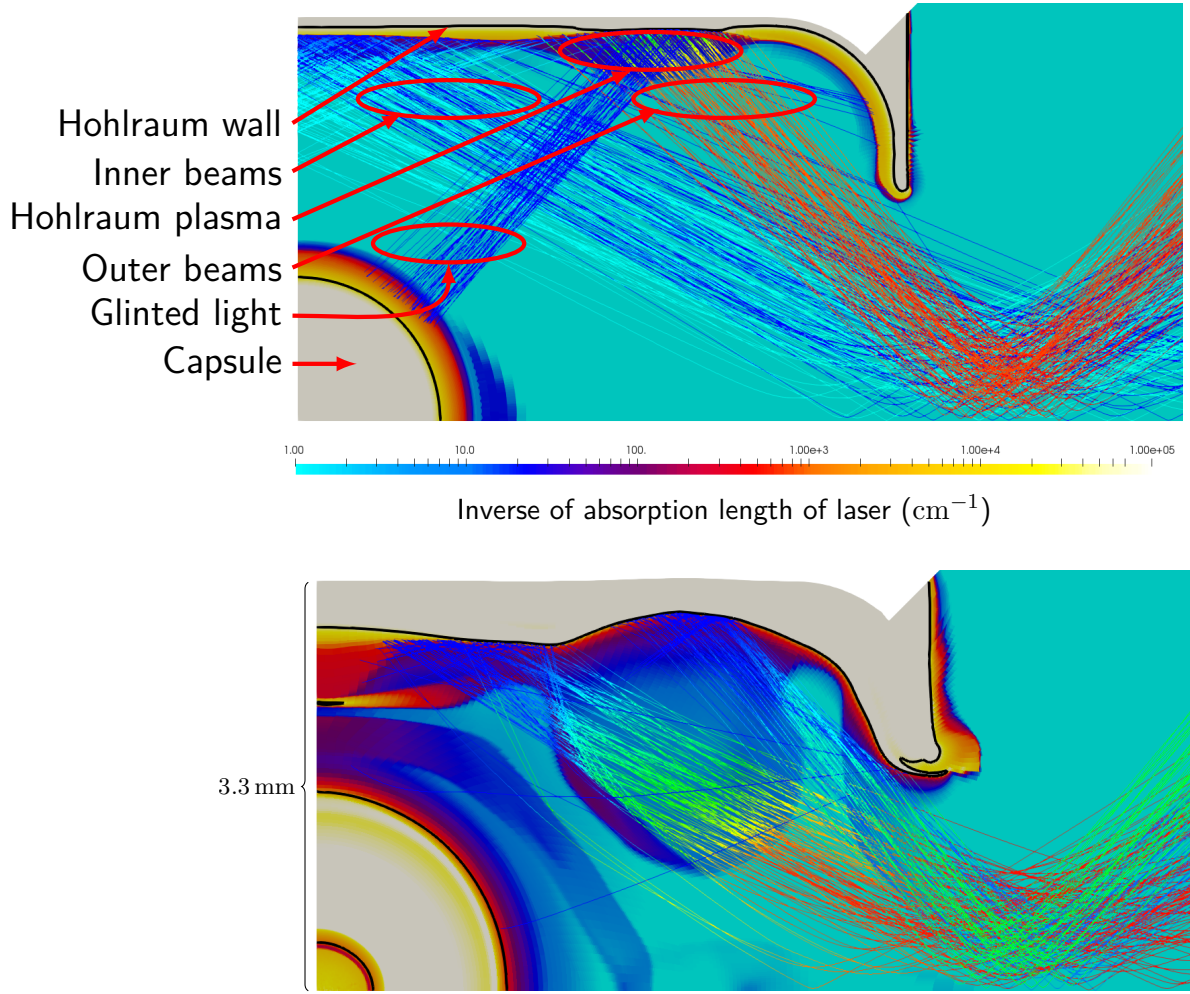 Hohlraum wall
Inner beams
Hohlraum plasma
Outer beams
Glinted light
Capsule
1.00 10.0 100. 1.00e+3 1.00e+4 1.00e+05
Inverse of absorption length of laser (cm⁻¹)
3.3 mm